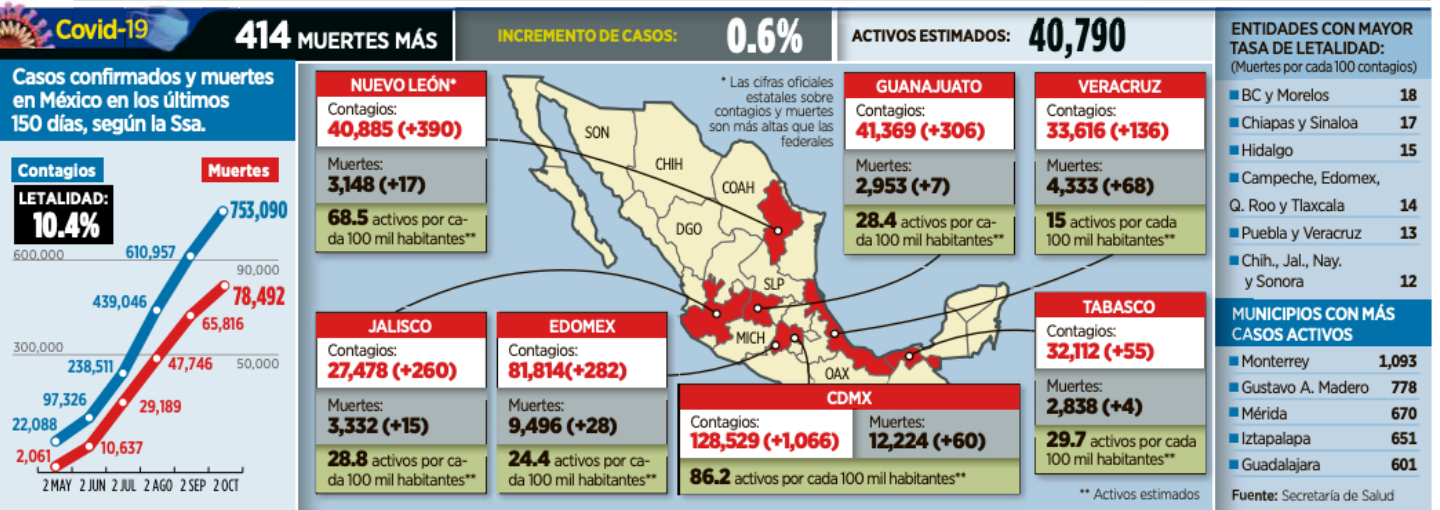 Covid-19
414 MUERTES MÁS
INCREMENTO DE CASOS:
0.6%
ACTIVOS ESTIMADOS:
40,790
Casos confirmados y muertes
en México en los últimos
150 días, según la Ssa.
Contagios
Muertes
LETALIDAD:
10.4%
753,090
600,000
610,957
90,000
78,492
439,046
65,816
300,000
238,511
47,746
50,000
97,326
29,189
22,088
2,061
10,637
2 MAY
2 JUN
2 JUL
2 AGO
2 SEP
2 OCT
NUEVO LEÓN*
Contagios:
40,885 (+390)
Muertes:
3,148 (+17)
68.5 activos por ca-
da 100 mil habitantes**
* Las cifras oficiales
estatales sobre
contagios y muertes
son más altas que las
federales
GUANAJUATO
Contagios:
41,369 (+306)
Muertes:
2,953 (+7)
28.4 activos por ca-
da 100 mil habitantes**
VERACRUZ
Contagios:
33,616 (+136)
Muertes:
4,333 (+68)
15 activos por cada
100 mil habitantes**
SON
CHIH
COAH
DGO
SLP
MICH
OAX
JALISCO
Contagios:
27,478 (+260)
Muertes:
3,332 (+15)
28.8 activos por ca-
da 100 mil habitantes**
EDOMEX
Contagios:
81,814(+282)
Muertes:
9,496 (+28)
24.4 activos por ca-
da 100 mil habitantes**
CDMX
Contagios:
128,529 (+1,066)
Muertes:
12,224 (+60)
86.2 activos por cada 100 mil habitantes**
TABASCO
Contagios:
32,112 (+55)
Muertes:
2,838 (+4)
29.7 activos por cada
100 mil habitantes**
** Activos estimados
ENTIDADES CON MAYOR
TASA DE LETALIDAD:
(Muertes por cada 100 contagios)
BC y Morelos 18
Chiapas y Sinaloa 17
Hidalgo 15
Campeche, Edomex,
Q. Roo y Tlaxcala 14
Puebla y Veracruz 13
Chih., Jal., Nay.
y Sonora 12
MUNICIPIOS CON MÁS
CASOS ACTIVOS
Monterrey 1,093
Gustavo A. Madero 778
Mérida 670
Iztapalapa 651
Guadalajara 601
Fuente: Secretaría de Salud